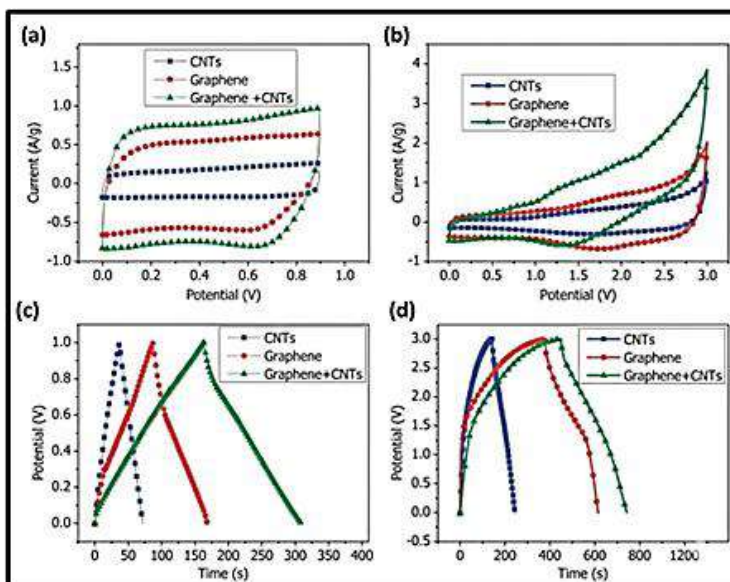 (a)
CNTs
Graphene
Graphene +CNTs
Current (A/g)
1.5
1.0
0.5
0.0
-0.5
-1.0
0.0 0.2 0.4 0.6 0.8 1.0
Potential (V)
(b)
CNTs
Graphene
Graphene+CNTs
Current (A/g)
4
3
2
1
0
-1
0.0 0.5 1.0 1.5 2.0 2.5 3.0
Potential (V)
(c)
CNTs
Graphene
Graphene+CNTs
Potential (V)
1.0
0.8
0.6
0.4
0.2
0.0
0 50 100 150 200 250 300 350 400
Time (s)
(d)
CNTs
Graphene
Graphene+CNTs
Potential (V)
3.0
2.5
2.0
1.5
1.0
0.5
0.0
-0.5
0 200 400 600 800 1200
Time (s)